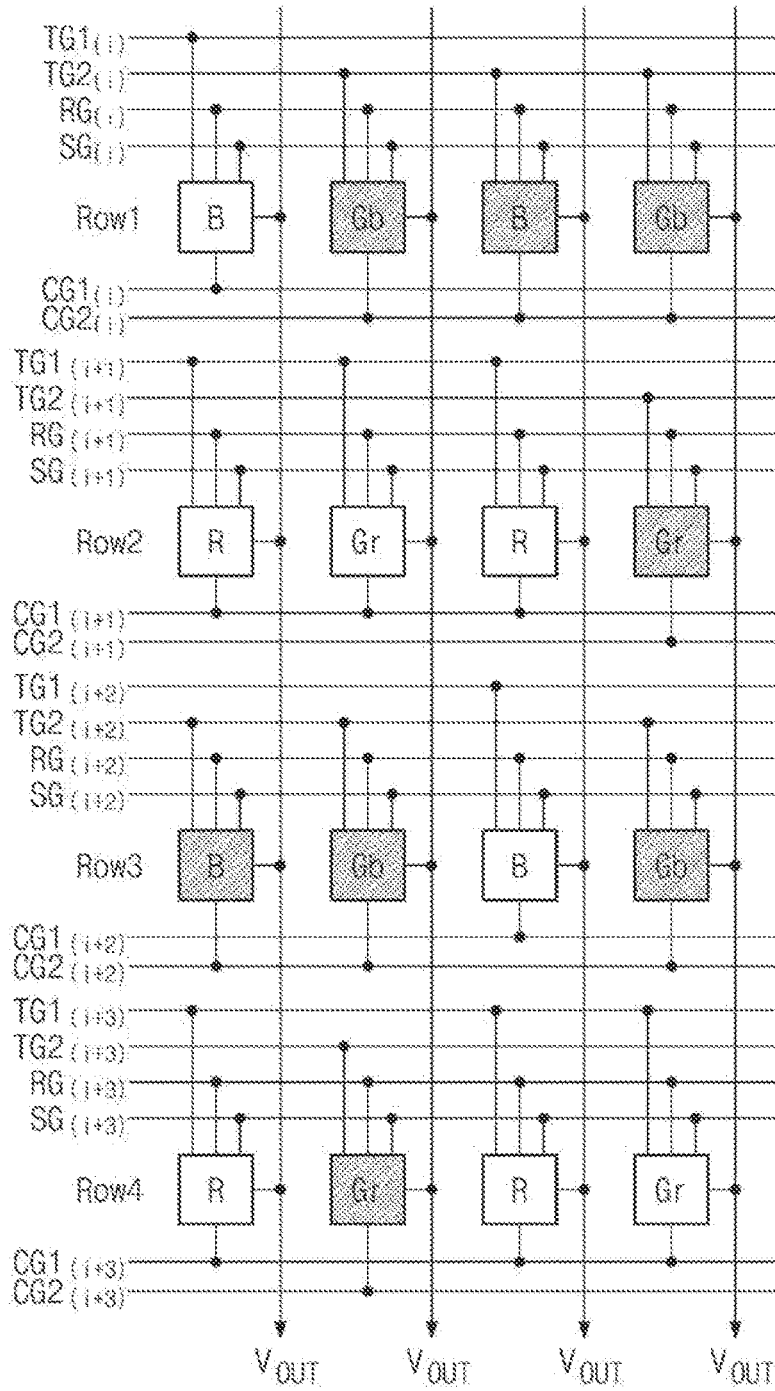 TG1(i)
TG2(i)
RG(i)
SG(i)
Row1 B Gb B Gb
CG1(i)
CG2(i)
TG1(i+1)
TG2(i+1)
RG(i+1)
SG(i+1)
Row2 R Gr R Gr
CG1(i+1)
CG2(i+1)
TG1(i+2)
TG2(i+2)
RG(i+2)
SG(i+2)
Row3 B Gb B Gb
CG1(i+2)
CG2(i+2)
TG1(i+3)
TG2(i+3)
RG(i+3)
SG(i+3)
Row4 R Gr R Gr
CG1(i+3)
CG2(i+3)
VOUT VOUT VOUT VOUT